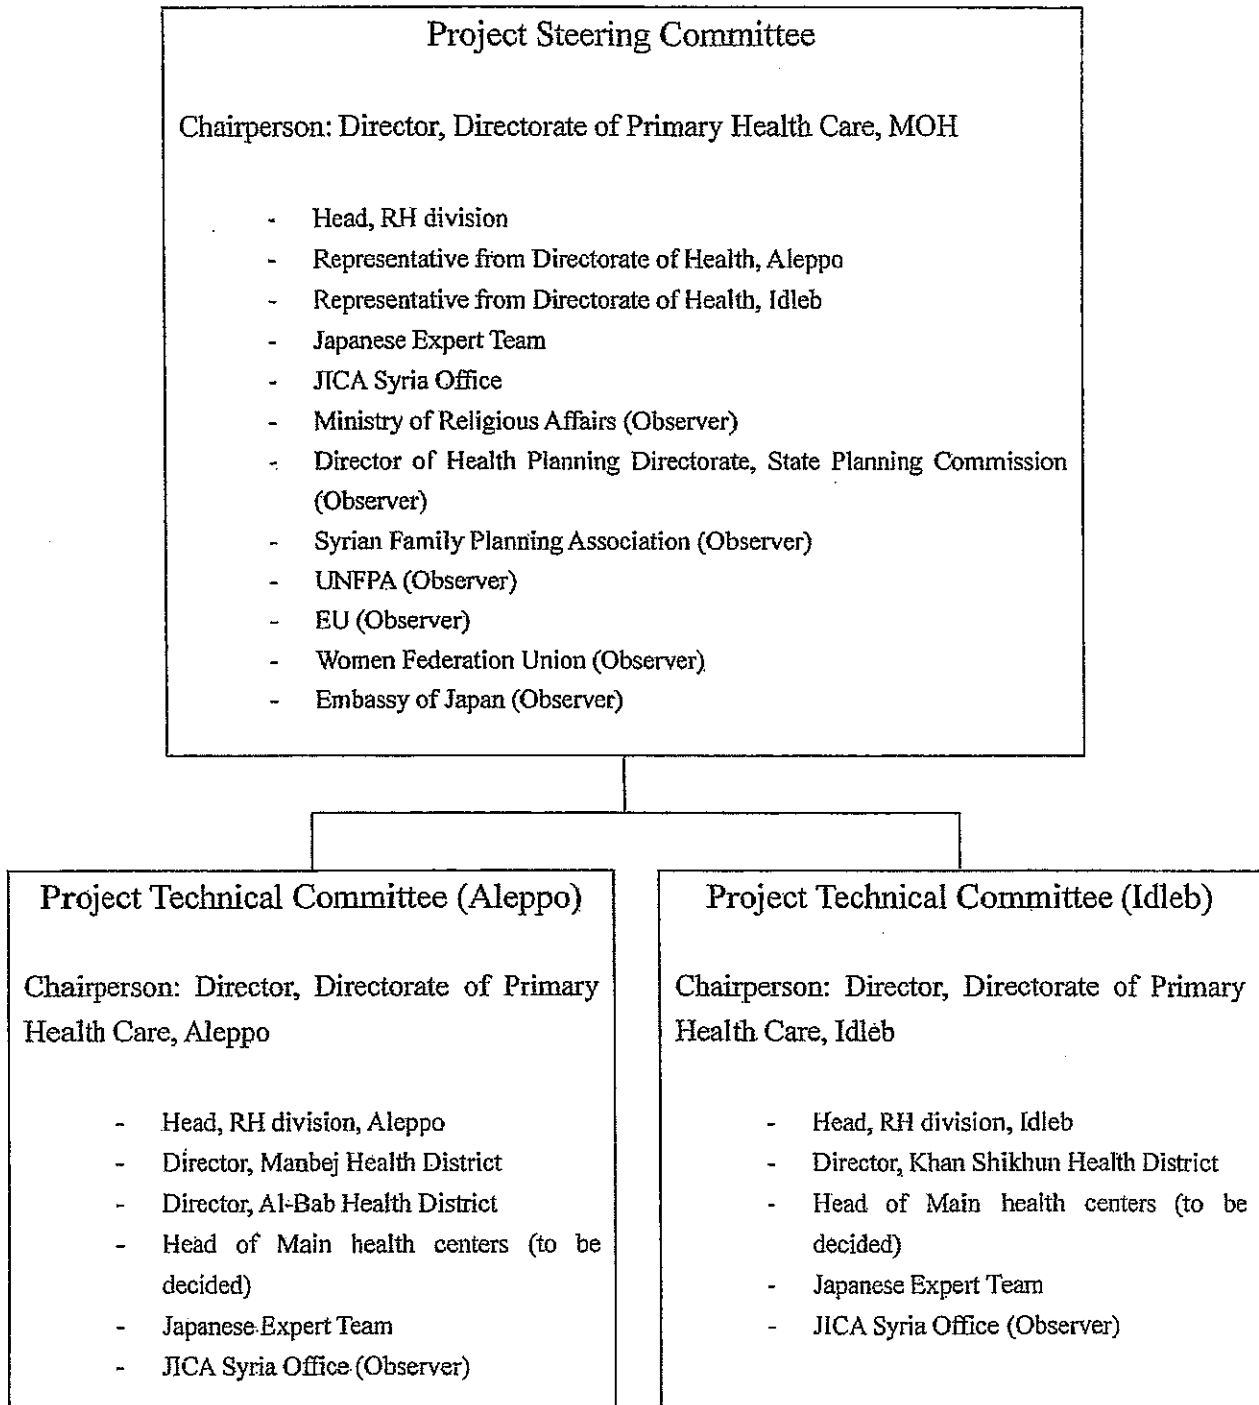 Project Steering Committee
Chairperson: Director, Directorate of Primary Health Care, MOH
- Head, RH division
- Representative from Directorate of Health, Aleppo
- Representative from Directorate of Health, Idleb
- Japanese Expert Team
- JICA Syria Office
- Ministry of Religious Affairs (Observer)
- Director of Health Planning Directorate, State Planning Commission
(Observer)
- Syrian Family Planning Association (Observer)
- UNFPA (Observer)
- EU (Observer)
- Women Federation Union (Observer)
- Embassy of Japan (Observer)
Project Technical Committee (Aleppo)
Chairperson: Director, Directorate of Primary
Health Care, Aleppo
- Head, RH division, Aleppo
- Director, Manbej Health District
- Director, Al-Bab Health District
- Head of Main health centers (to be
decided)
- Japanese Expert Team
- JICA Syria Office (Observer)
Project Technical Committee (Idleb)
Chairperson: Director, Directorate of Primary
Health Care, Idleb
- Head, RH division, Idleb
- Director, Khan Shikhun Health District
- Head of Main health centers (to be
decided)
- Japanese Expert Team
- JICA Syria Office (Observer)